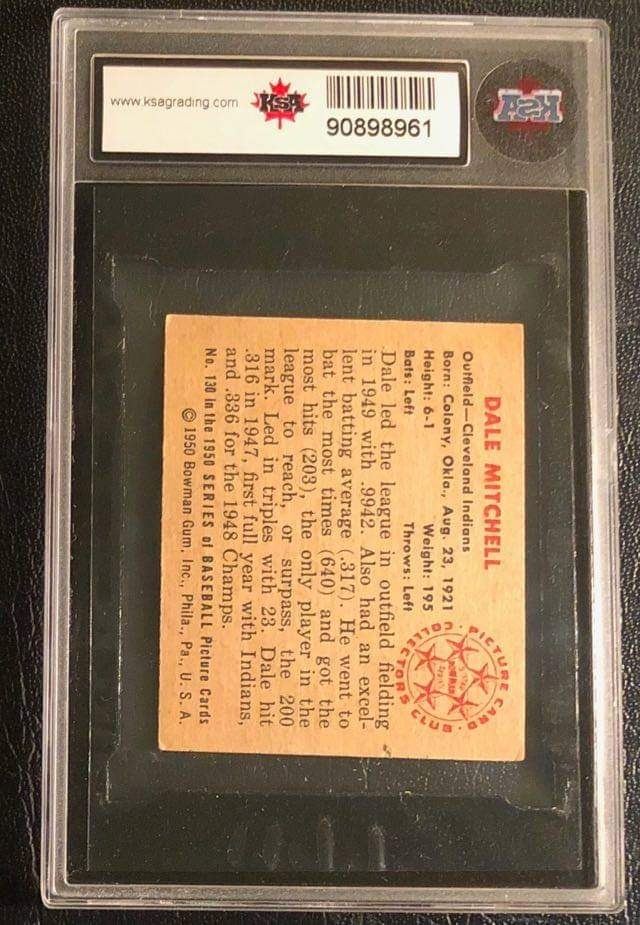 www.ksagrading.com
KSA
90898961
KSA
DALE MITCHELL
Outfield—Cleveland Indians
Born: Colony, Okla., Aug. 23, 1921
Height: 6-1 Weight: 195
Bats: Left Throws: Left
PICTURE CARD
COLLECTORS CLUB
Dale led the league in outfield fielding
in 1949 with .9942. Also had an excel-
lent batting average (.317). He went to
bat the most times (640) and got the
most hits (203), the only player in the
league to reach, or surpass, the 200
mark. Led in triples with 23. Dale hit
.316 in 1947, first full year with Indians,
and .336 for the 1948 Champs.
No. 130 in the 1950 SERIES of BASEBALL Picture Cards
© 1950 Bowman Gum, Inc., Phila., Pa., U. S. A.